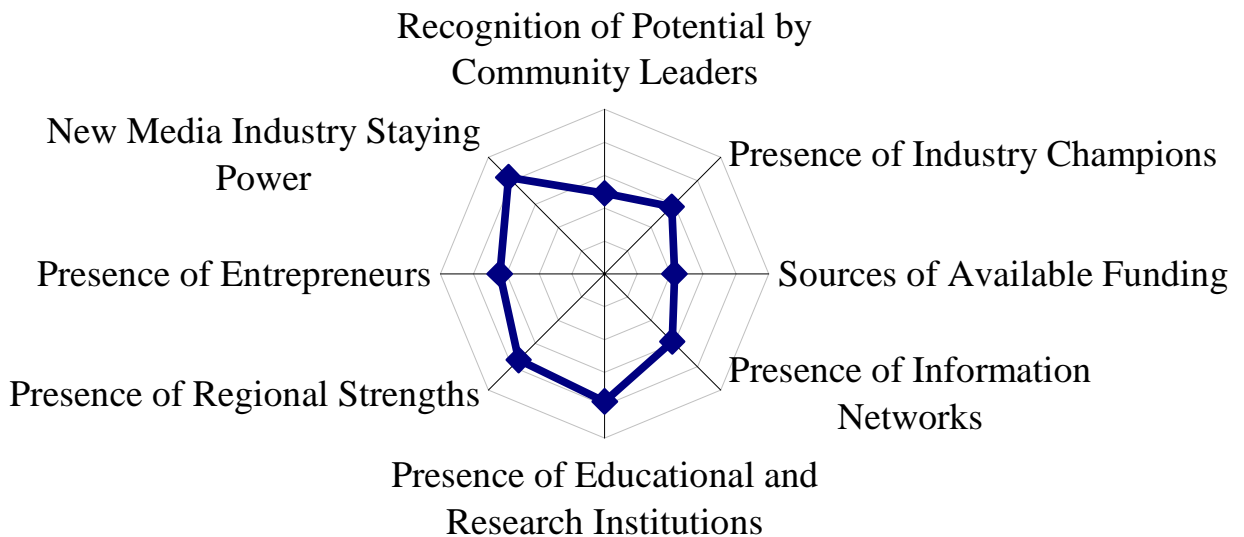 Recognition of Potential by
Community Leaders
New Media Industry Staying
Power
Presence of Industry Champions
Presence of Entrepreneurs
Sources of Available Funding
Presence of Regional Strengths
Presence of Information
Networks
Presence of Educational and
Research Institutions